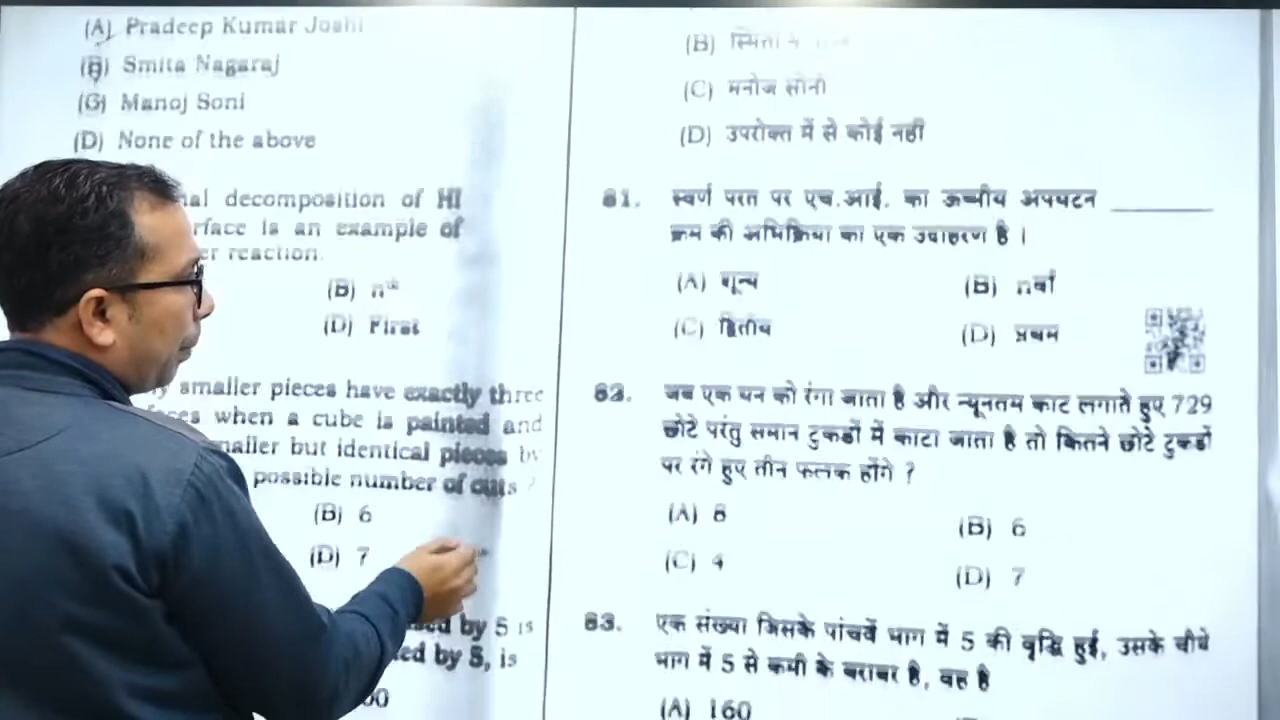 (A) Pradeep Kumar Joshi
(B) Smita Nagaraj
(C) Manoj Soni
(D) None of the above
decomposition of HI
is an example of
reaction.
(B) nth
(D) First
smaller pieces have exactly three
when a cube is painted and
but identical pieces by
possible number of cuts ?
(B) 6
(D) 7
by 5 is
by 5, is
(B)
(C) मनोज सोनी
(D) उपरोक्त में से कोई नहीं
81. स्वर्ण परत पर एच.आई. का ऊष्मीय अपघटन ________
क्रम की अभिक्रिया का एक उदाहरण है ।
(A) शून्य
(B) nवाँ
(C) द्वितीय
(D) प्रथम
82. जब एक घन को रंगा जाता है और न्यूनतम काट लगाते हुए 729
छोटे परंतु समान टुकडों में काटा जाता है तो कितने छोटे टुकडों
पर रंगे हुए तीन फलक होंगे ?
(A) 8
(B) 6
(C) 4
(D) 7
83. एक संख्या जिसके पांचवें भाग में 5 की वृद्धि हुई, उसके चौथे
भाग में 5 से कमी के बराबर है, वह है
(A) 160